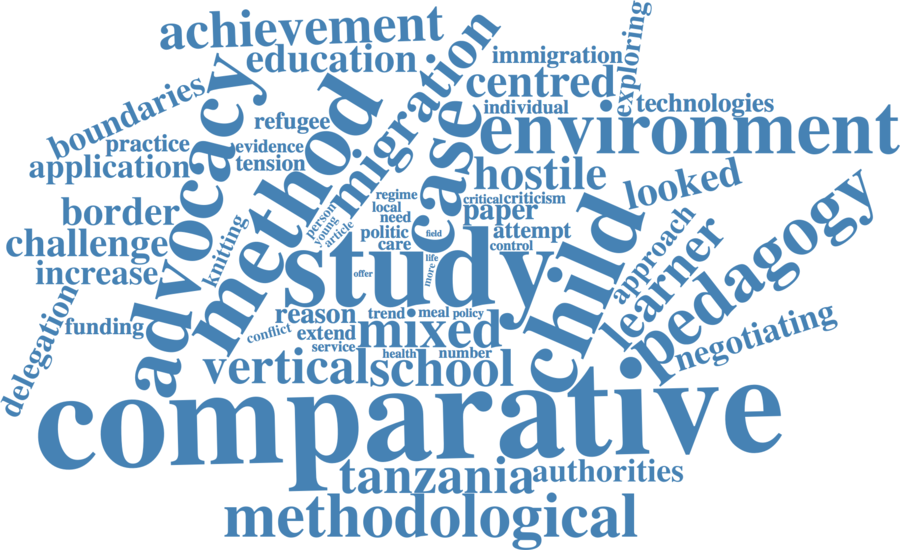 achievement
education
immigration
exploring
centred
individual
technologies
boundaries
advocacy
method
migration
case
environment
refugee
practice
evidence
tension
application
hostile
looked
regime
local
need
politic
care
critical
criticism
paper
attempt
control
field
person
young
article
border
challenge
increase
knitting
study
child
approach
learner
pedagogy
negotiating
life
more
offer
delegation
funding
reason
trend
meal
policy
conflict
extend
service
mixed
health
number
vertical
school
comparative
tanzania
authorities
methodological